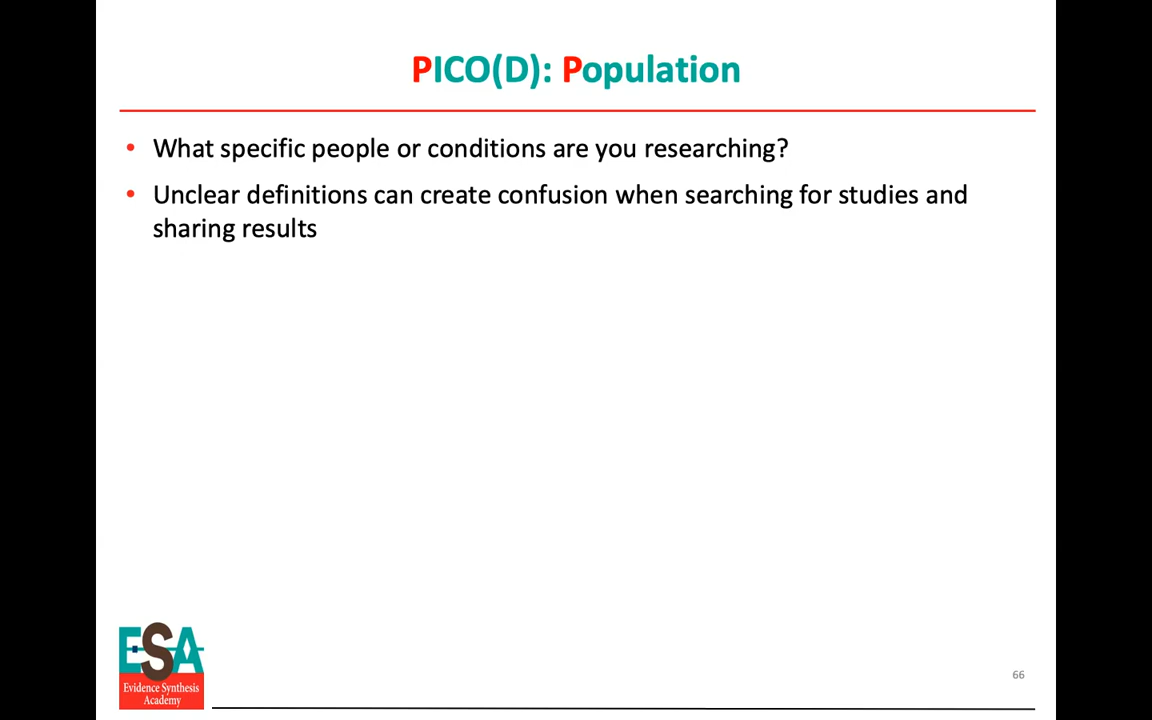 PICO(D): Population
• What specific people or conditions are you researching?
• Unclear definitions can create confusion when searching for studies and
sharing results
ESA
Evidence Synthesis
Academy
66